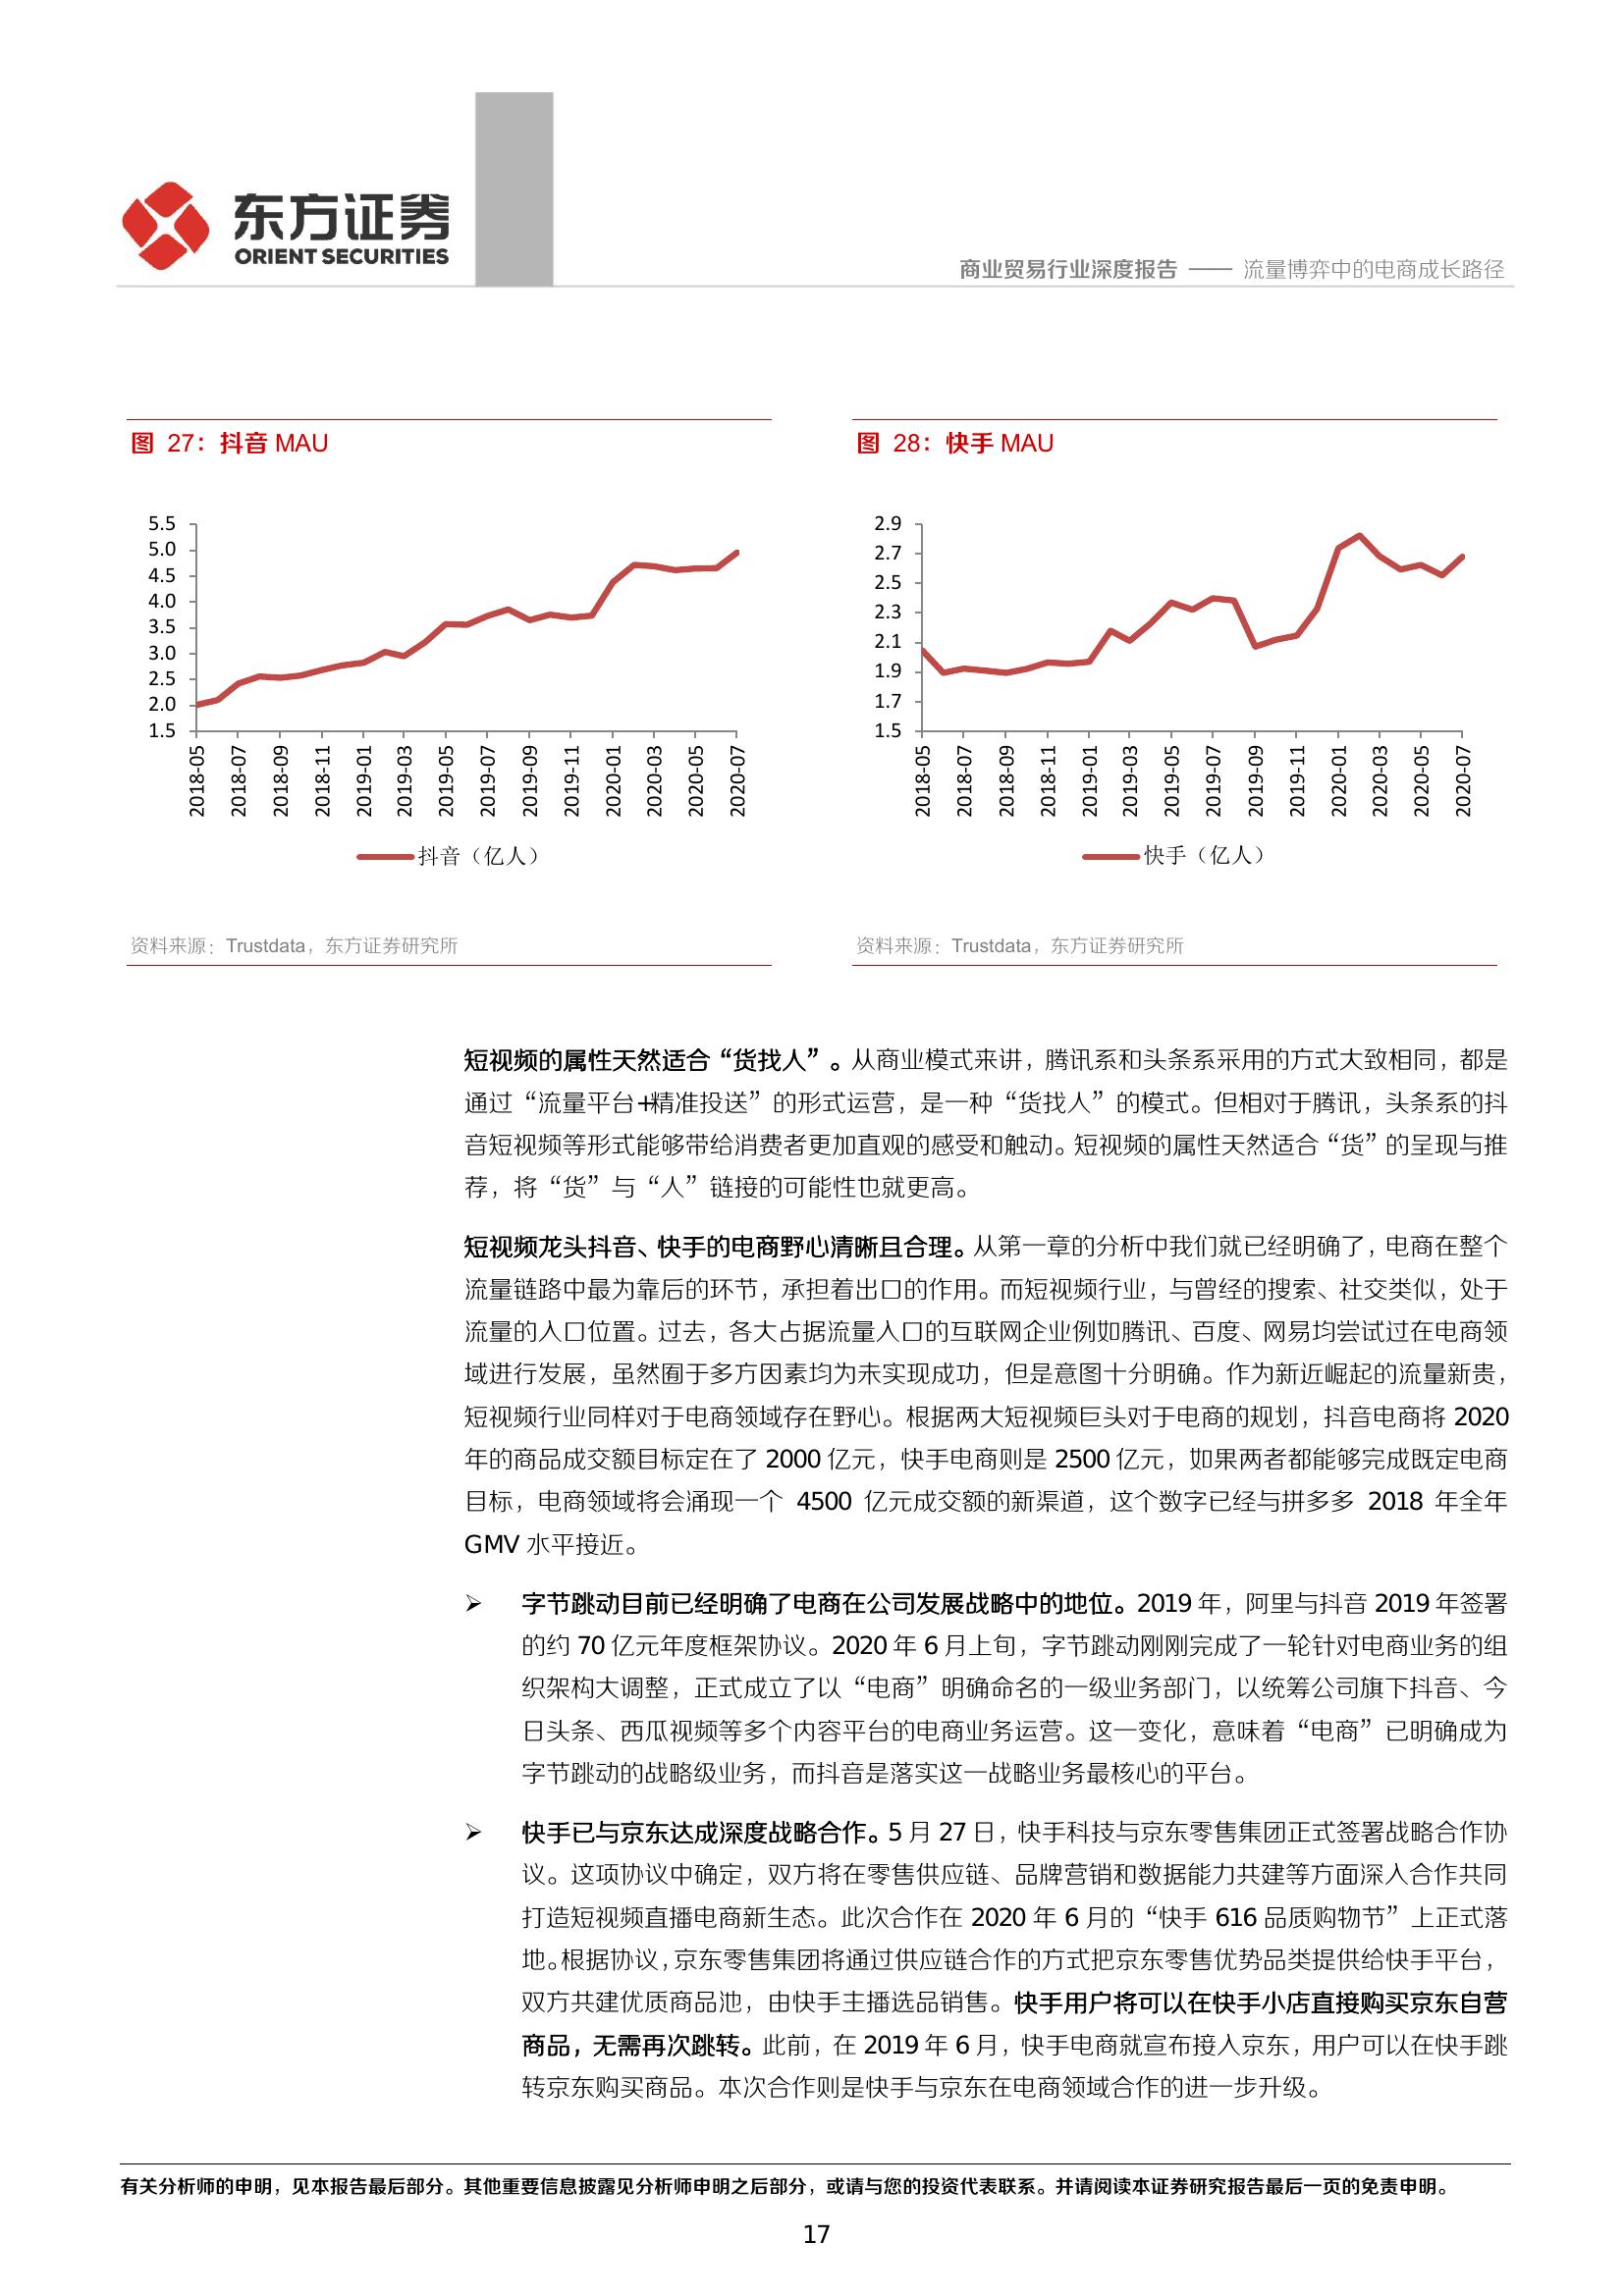 东方证券
ORIENT SECURITIES
商业贸易行业深度报告 —— 流量博弈中的电商成长路径
图 27：抖音 MAU
5.5
5.0
4.5
4.0
3.5
3.0
2.5
2.0
1.5
2018-05
2018-07
2018-09
2018-11
2019-01
2019-03
2019-05
2019-07
2019-09
2019-11
2020-01
2020-03
2020-05
2020-07
抖音（亿人）
资料来源：Trustdata，东方证券研究所
图 28：快手 MAU
2.9
2.7
2.5
2.3
2.1
1.9
1.7
1.5
2018-05
2018-07
2018-09
2018-11
2019-01
2019-03
2019-05
2019-07
2019-09
2019-11
2020-01
2020-03
2020-05
2020-07
快手（亿人）
资料来源：Trustdata，东方证券研究所
短视频的属性天然适合“货找人”。从商业模式来讲，腾讯系和头条系采用的方式大致相同，都是
通过“流量平台+精准投送”的形式运营，是一种“货找人”的模式。但相对于腾讯，头条系的抖
音短视频等形式能够带给消费者更加直观的感受和触动。短视频的属性天然适合“货”的呈现与推
荐，将“货”与“人”链接的可能性也就更高。
短视频龙头抖音、快手的电商野心清晰且合理。从第一章的分析中我们就已经明确了，电商在整个
流量链路中最为靠后的环节，承担着出口的作用。而短视频行业，与曾经的搜索、社交类似，处于
流量的入口位置。过去，各大占据流量入口的互联网企业例如腾讯、百度、网易均尝试过在电商领
域进行发展，虽然囿于多方因素均为未实现成功，但是意图十分明确。作为新近崛起的流量新贵，
短视频行业同样对于电商领域存在野心。根据两大短视频巨头对于电商的规划，抖音电商将 2020
年的商品成交额目标定在了 2000 亿元，快手电商则是 2500 亿元，如果两者都能够完成既定电商
目标，电商领域将会涌现一个 4500 亿元成交额的新渠道，这个数字已经与拼多多 2018 年全年
GMV 水平接近。
➢ 字节跳动目前已经明确了电商在公司发展战略中的地位。2019 年，阿里与抖音 2019 年签署
的约 70 亿元年度框架协议。2020 年 6 月上旬，字节跳动刚刚完成了一轮针对电商业务的组
织架构大调整，正式成立了以“电商”明确命名的一级业务部门，以统筹公司旗下抖音、今
日头条、西瓜视频等多个内容平台的电商业务运营。这一变化，意味着“电商”已明确成为
字节跳动的战略级业务，而抖音是落实这一战略业务最核心的平台。
➢ 快手已与京东达成深度战略合作。5 月 27 日，快手科技与京东零售集团正式签署战略合作协
议。这项协议中确定，双方将在零售供应链、品牌营销和数据能力共建等方面深入合作共同
打造短视频直播电商新生态。此次合作在 2020 年 6 月的“快手 616 品质购物节”上正式落
地。根据协议，京东零售集团将通过供应链合作的方式把京东零售优势品类提供给快手平台，
双方共建优质商品池，由快手主播选品销售。快手用户将可以在快手小店直接购买京东自营
商品，无需再次跳转。此前，在 2019 年 6 月，快手电商就宣布接入京东，用户可以在快手跳
转京东购买商品。本次合作则是快手与京东在电商领域合作的进一步升级。
有关分析师的申明，见本报告最后部分。其他重要信息披露见分析师申明之后部分，或请与您的投资代表联系。并请阅读本证券研究报告最后一页的免责申明。
17